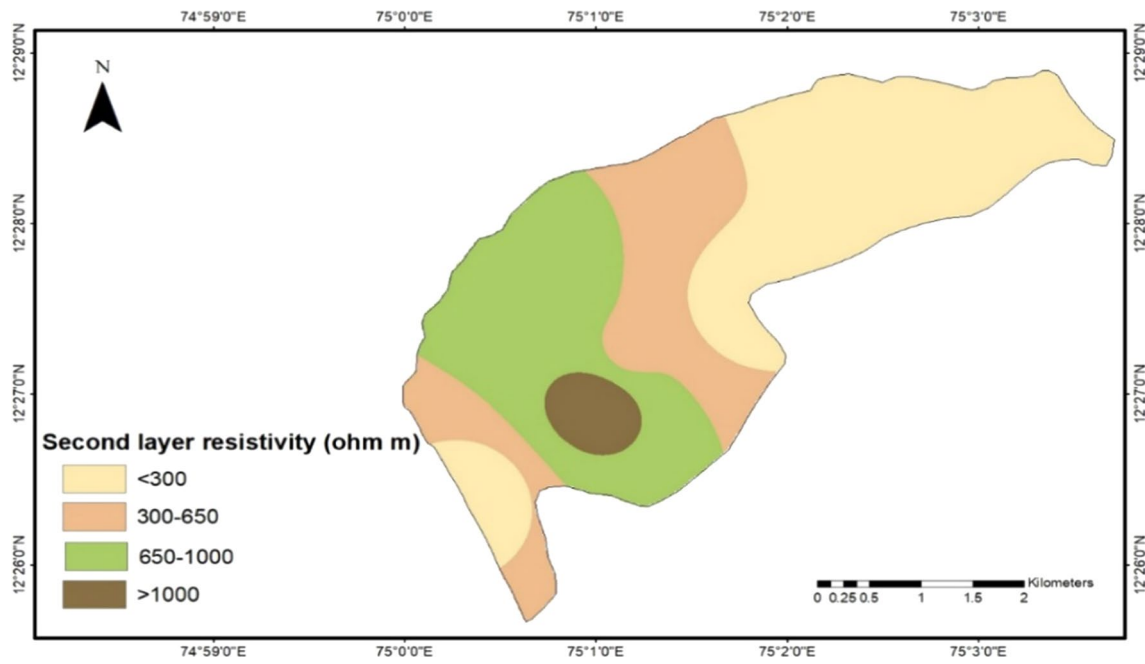 74°59'0"E 75°0'0"E 75°1'0"E 75°2'0"E 75°3'0"E
12°29'0"N
12°29'0"N
N
12°28'0"N
12°28'0"N
12°27'0"N
12°27'0"N
Second layer resistivity (ohm m)
<300
300-650
650-1000
>1000
12°26'0"N
12°26'0"N
Kilometers
0 0.25 0.5 1 1.5 2
74°59'0"E 75°0'0"E 75°1'0"E 75°2'0"E 75°3'0"E